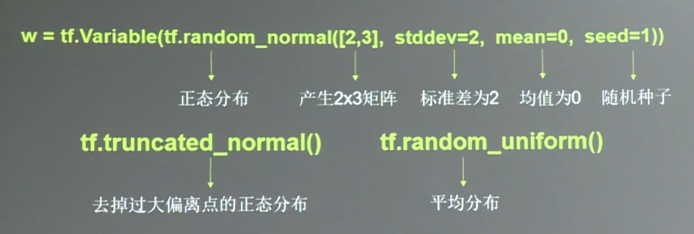 w = tf.Variable(tf.random_normal([2,3], stddev=2, mean=0, seed=1))
正态分布 产生2x3矩阵 标准差为2 均值为0 随机种子
tf.truncated_normal() tf.random_uniform()
去掉过大偏离点的正态分布 平均分布